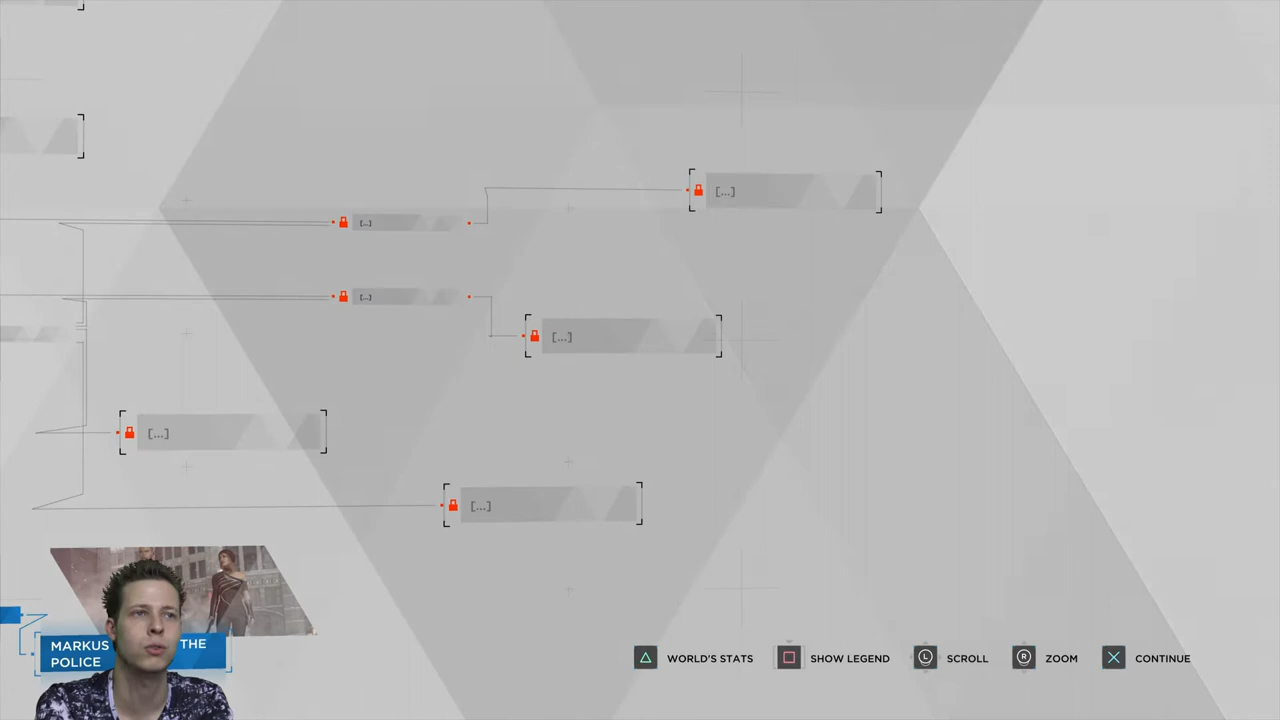 [...]
[...]
[...]
[...]
[...]
[...]
MARKUS THE
POLICE
WORLD'S STATS
SHOW LEGEND
L
SCROLL
R
ZOOM
CONTINUE